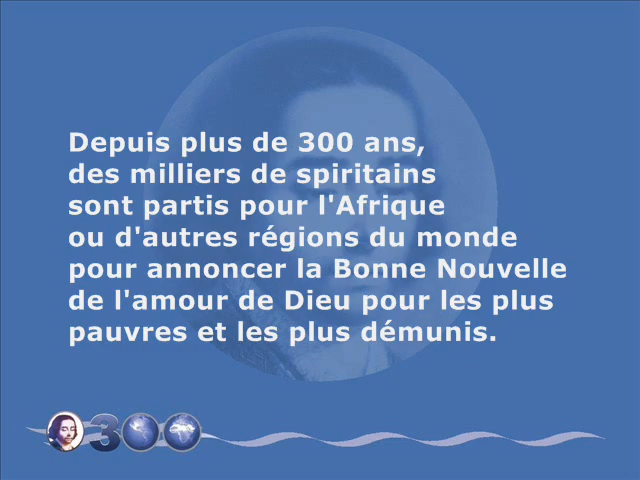 Depuis plus de 300 ans,
des milliers de spiritains
sont partis pour l'Afrique
ou d'autres régions du monde
pour annoncer la Bonne Nouvelle
de l'amour de Dieu pour les plus
pauvres et les plus démunis.
300